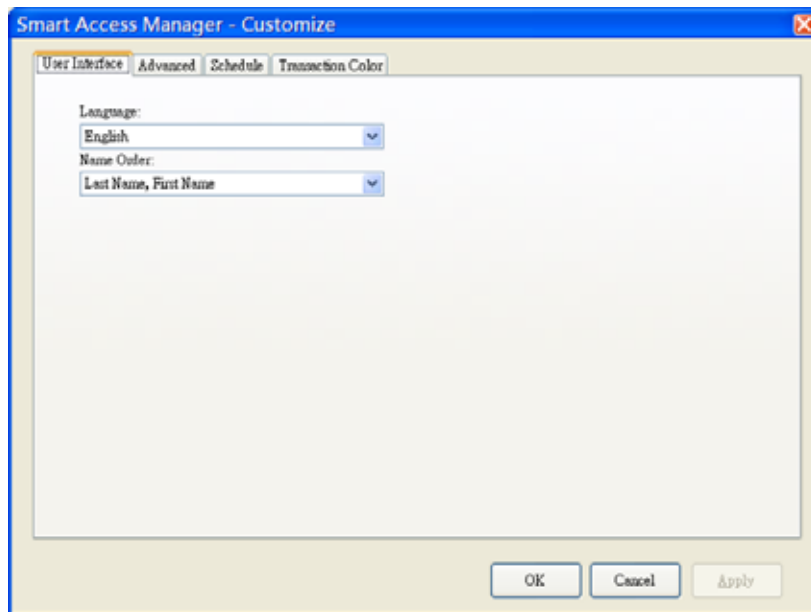 Smart Access Manager - Customize
User Interface Advanced Schedule Transaction Color
Language:
English
Name Order:
Last Name, First Name
OK Cancel Apply